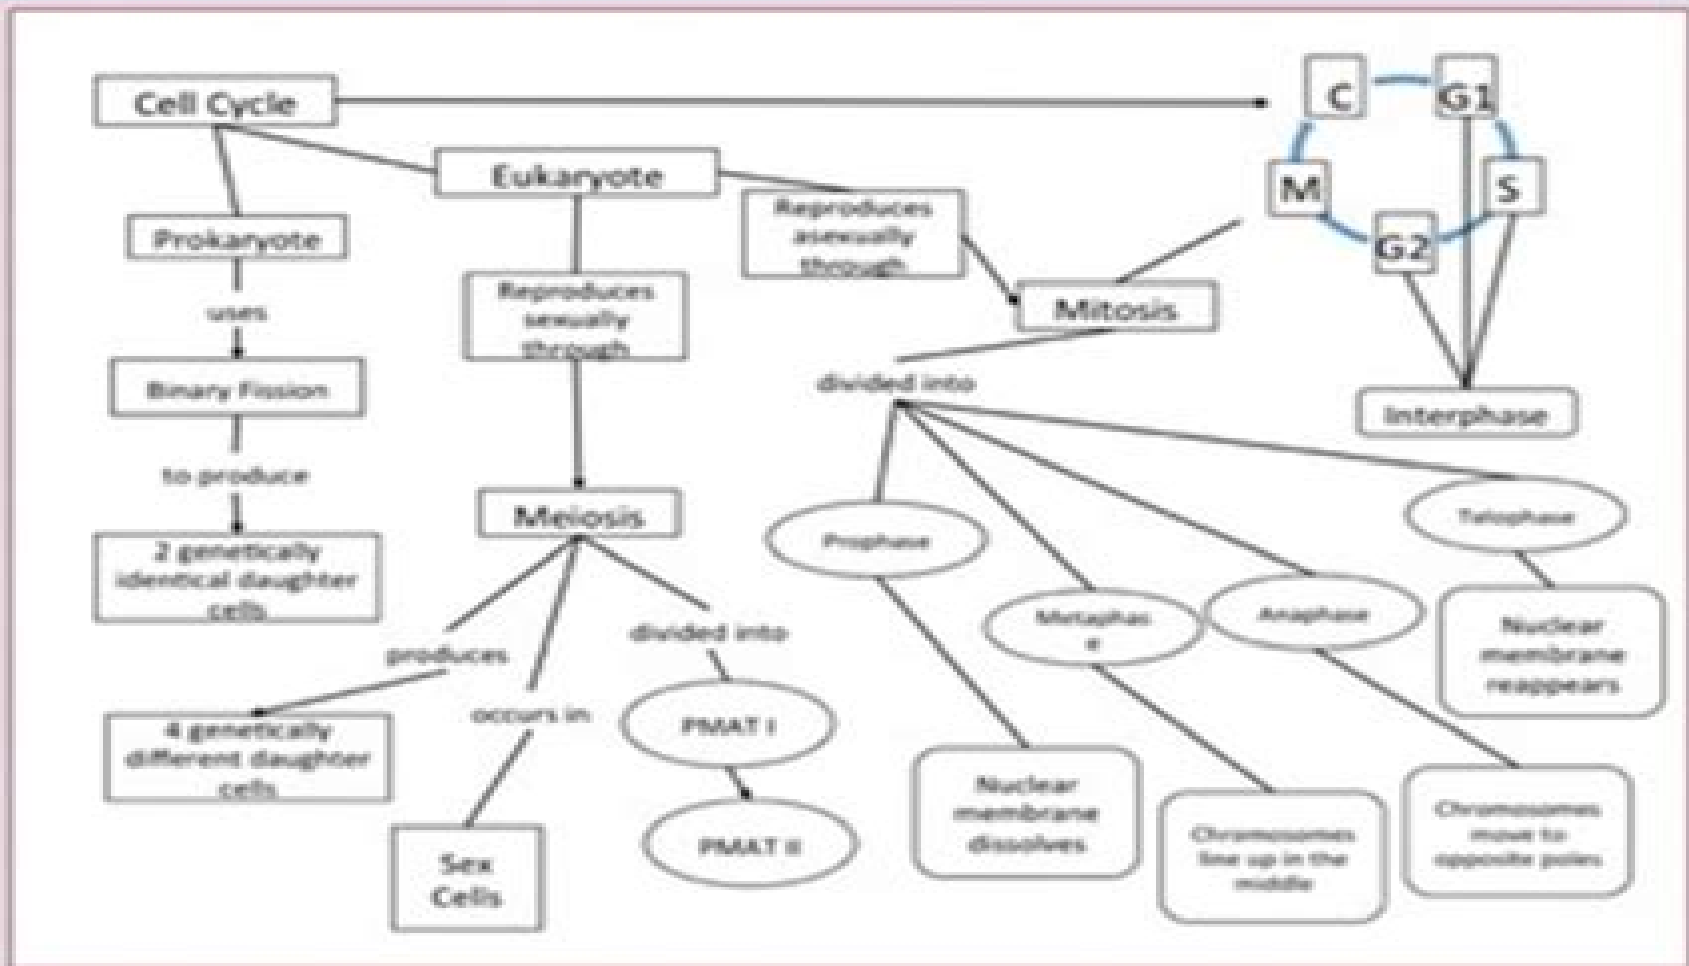 Cell Cycle
C
G1
Eukaryote
M
S
Reproduces
asexually
through
Prokaryote
G2
uses
Reproduces
sexually
through
Mitosis
Binary Fission
divided into
Interphase
to produce
Meiosis
Telophase
Prophase
2 genetically
identical daughter
cells
Metaphas
e
Anaphase
Nuclear
membrane
reappears
produces
divided into
occurs in
PMAT I
4 genetically
different daughter
cells
Nuclear
membrane
dissolves
Chromosomes
line up in the
middle
Chromosomes
move to
opposite poles
PMAT II
Sex
Cells